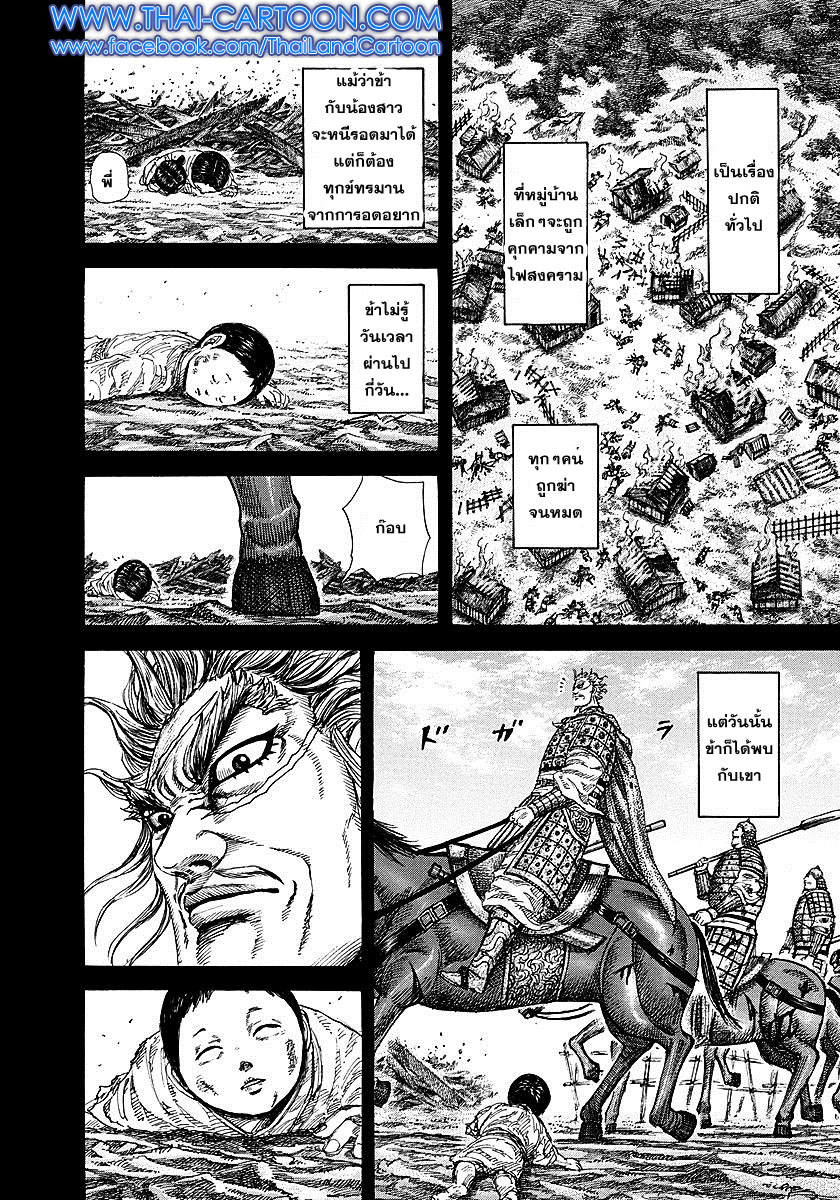 WWW.THAI-CARTOON.COM
www.facebook.com/ThaiLandCartoon
เป็นเรื่อง
ปกติ
ทั่วไป
ที่หมู่บ้าน
เล็กๆจะถูก
คุกคามจาก
ไฟสงคราม
ทุกๆคน
ถูกฆ่า
จนหมด
แม้ว่าข้า
กับน้องสาว
จะหนีรอดมาได้
แต่ก็ต้อง
ทุกข์ทรมาน
จากการอดอยาก
พี่
ข้าไม่รู้
วันเวลา
ผ่านไป
กี่วัน...
ก๊อบ
แต่วันนั้น
ข้าก็ได้พบ
กับเขา
ズガラ